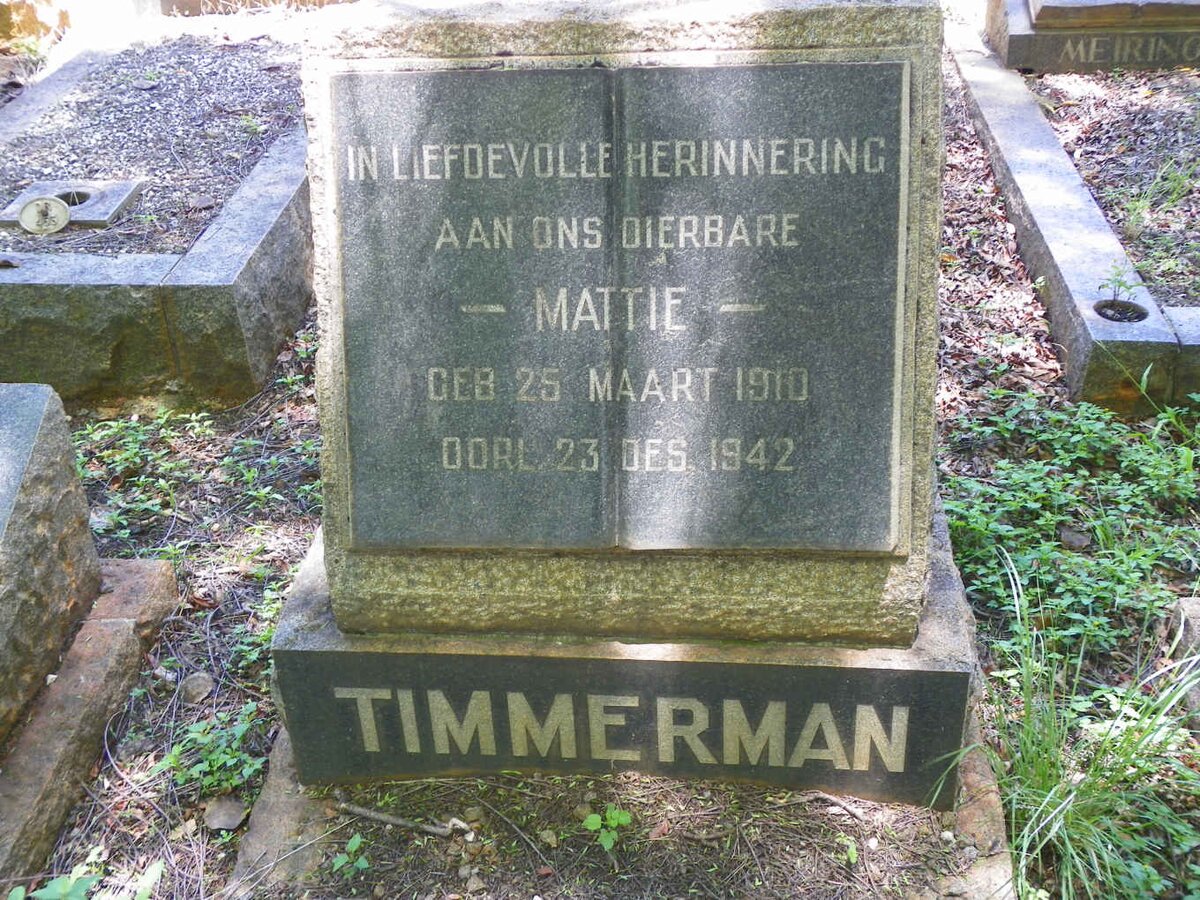 IN LIEFDEVOLLE HERINNERING
AAN ONS DIERBARE
— MATTIE —
GEB 25 MAART 1910
OORL 23 DES 1942
TIMMERMAN
MEIRING